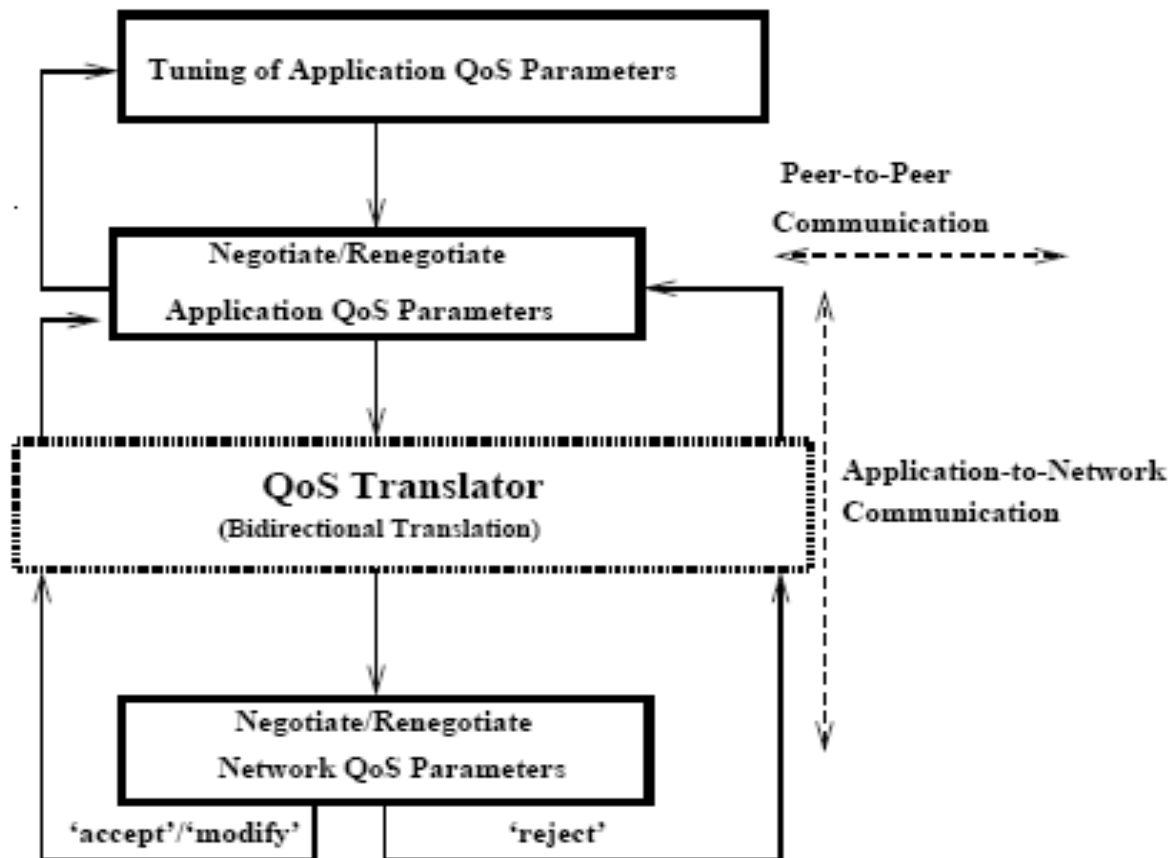 Tuning of Application QoS Parameters
Peer-to-Peer
Communication
Negotiate/Renegotiate
Application QoS Parameters
QoS Translator
(Bidirectional Translation)
Application-to-Network
Communication
Negotiate/Renegotiate
Network QoS Parameters
‘accept’/‘modify’
‘reject’